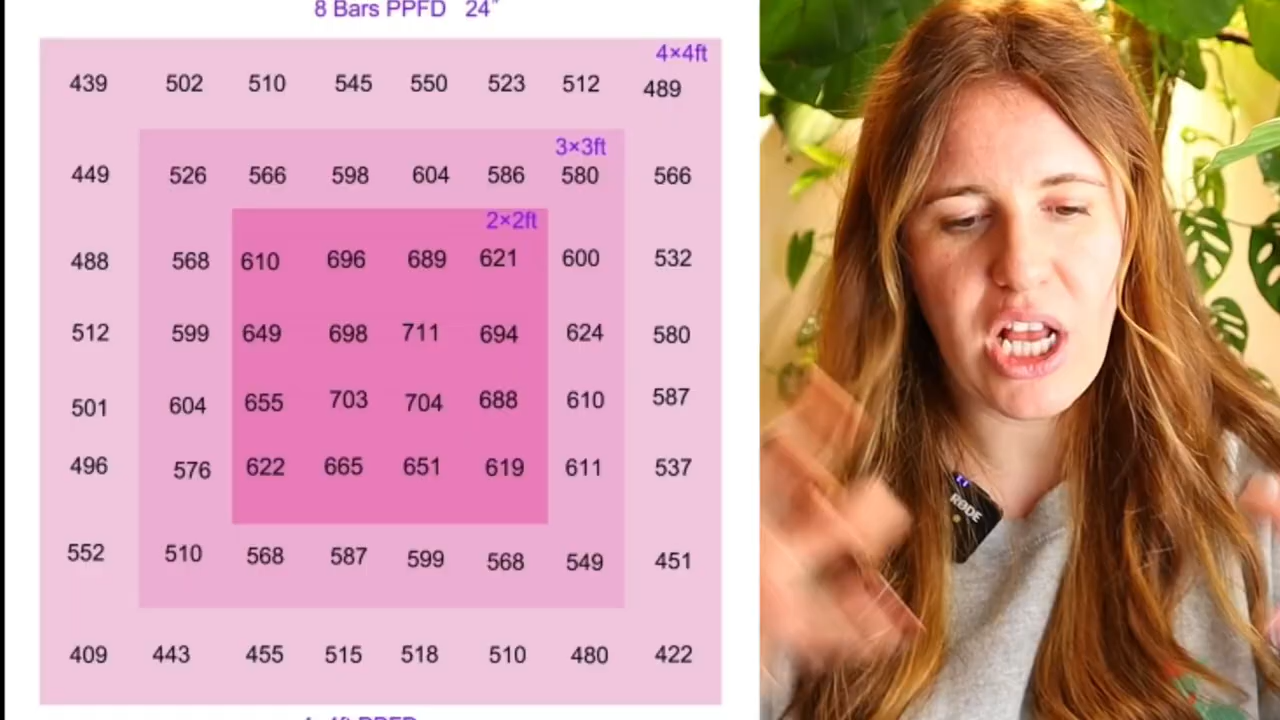 8 Bars PPFD 24"
4×4ft
439 502 510 545 550 523 512 489
3×3ft
449 526 566 598 604 586 580 566
2×2ft
488 568 610 696 689 621 600 532
512 599 649 698 711 694 624 580
501 604 655 703 704 688 610 587
496 576 622 665 651 619 611 537
552 510 568 587 599 568 549 451
409 443 455 515 518 510 480 422
RØDE